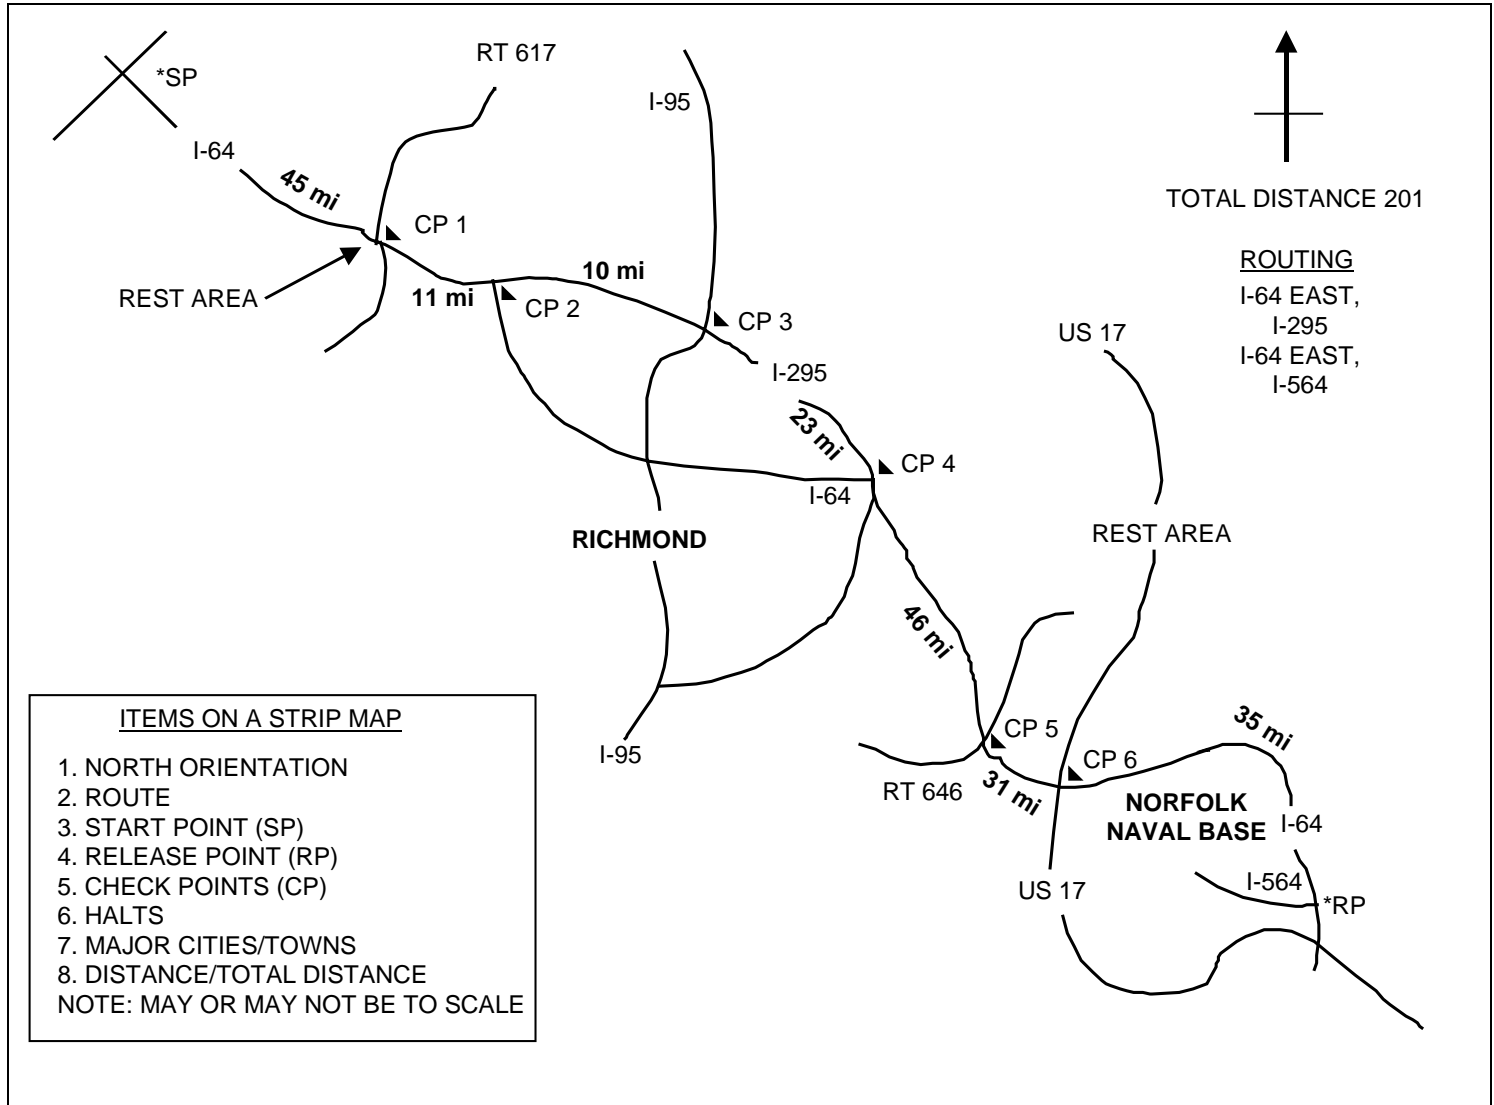 RT 617
*SP
I-95
I-64
45 mi
TOTAL DISTANCE 201
CP 1
ROUTING
I-64 EAST,
I-295
I-64 EAST,
I-564
REST AREA
11 mi
10 mi
CP 2
CP 3
US 17
I-295
23 mi
CP 4
I-64
RICHMOND
REST AREA
46 mi
I-95
CP 5
RT 646
31 mi
CP 6
35 mi
NORFOLK
NAVAL BASE
I-64
US 17
I-564
*RP
ITEMS ON A STRIP MAP
1. NORTH ORIENTATION
2. ROUTE
3. START POINT (SP)
4. RELEASE POINT (RP)
5. CHECK POINTS (CP)
6. HALTS
7. MAJOR CITIES/TOWNS
8. DISTANCE/TOTAL DISTANCE
NOTE: MAY OR MAY NOT BE TO SCALE